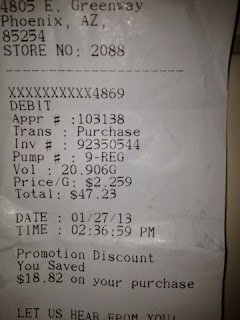 4805 E. Greenway
Phoenix, AZ,
85254
STORE NO: 2088
--------------------
XXXXXXXXXX4869
DEBIT
Appr # :103138
Trans : Purchase
Inv # : 92350544
Pump # : 9-REG
Vol : 20.906G
Price/G: $2.259
Total: $47.23
DATE : 01/27/13
TIME : 02:36:59 PM
Promotion Discount
You Saved
$18.82 on your purchase
LET US HEAR FROM YOU!